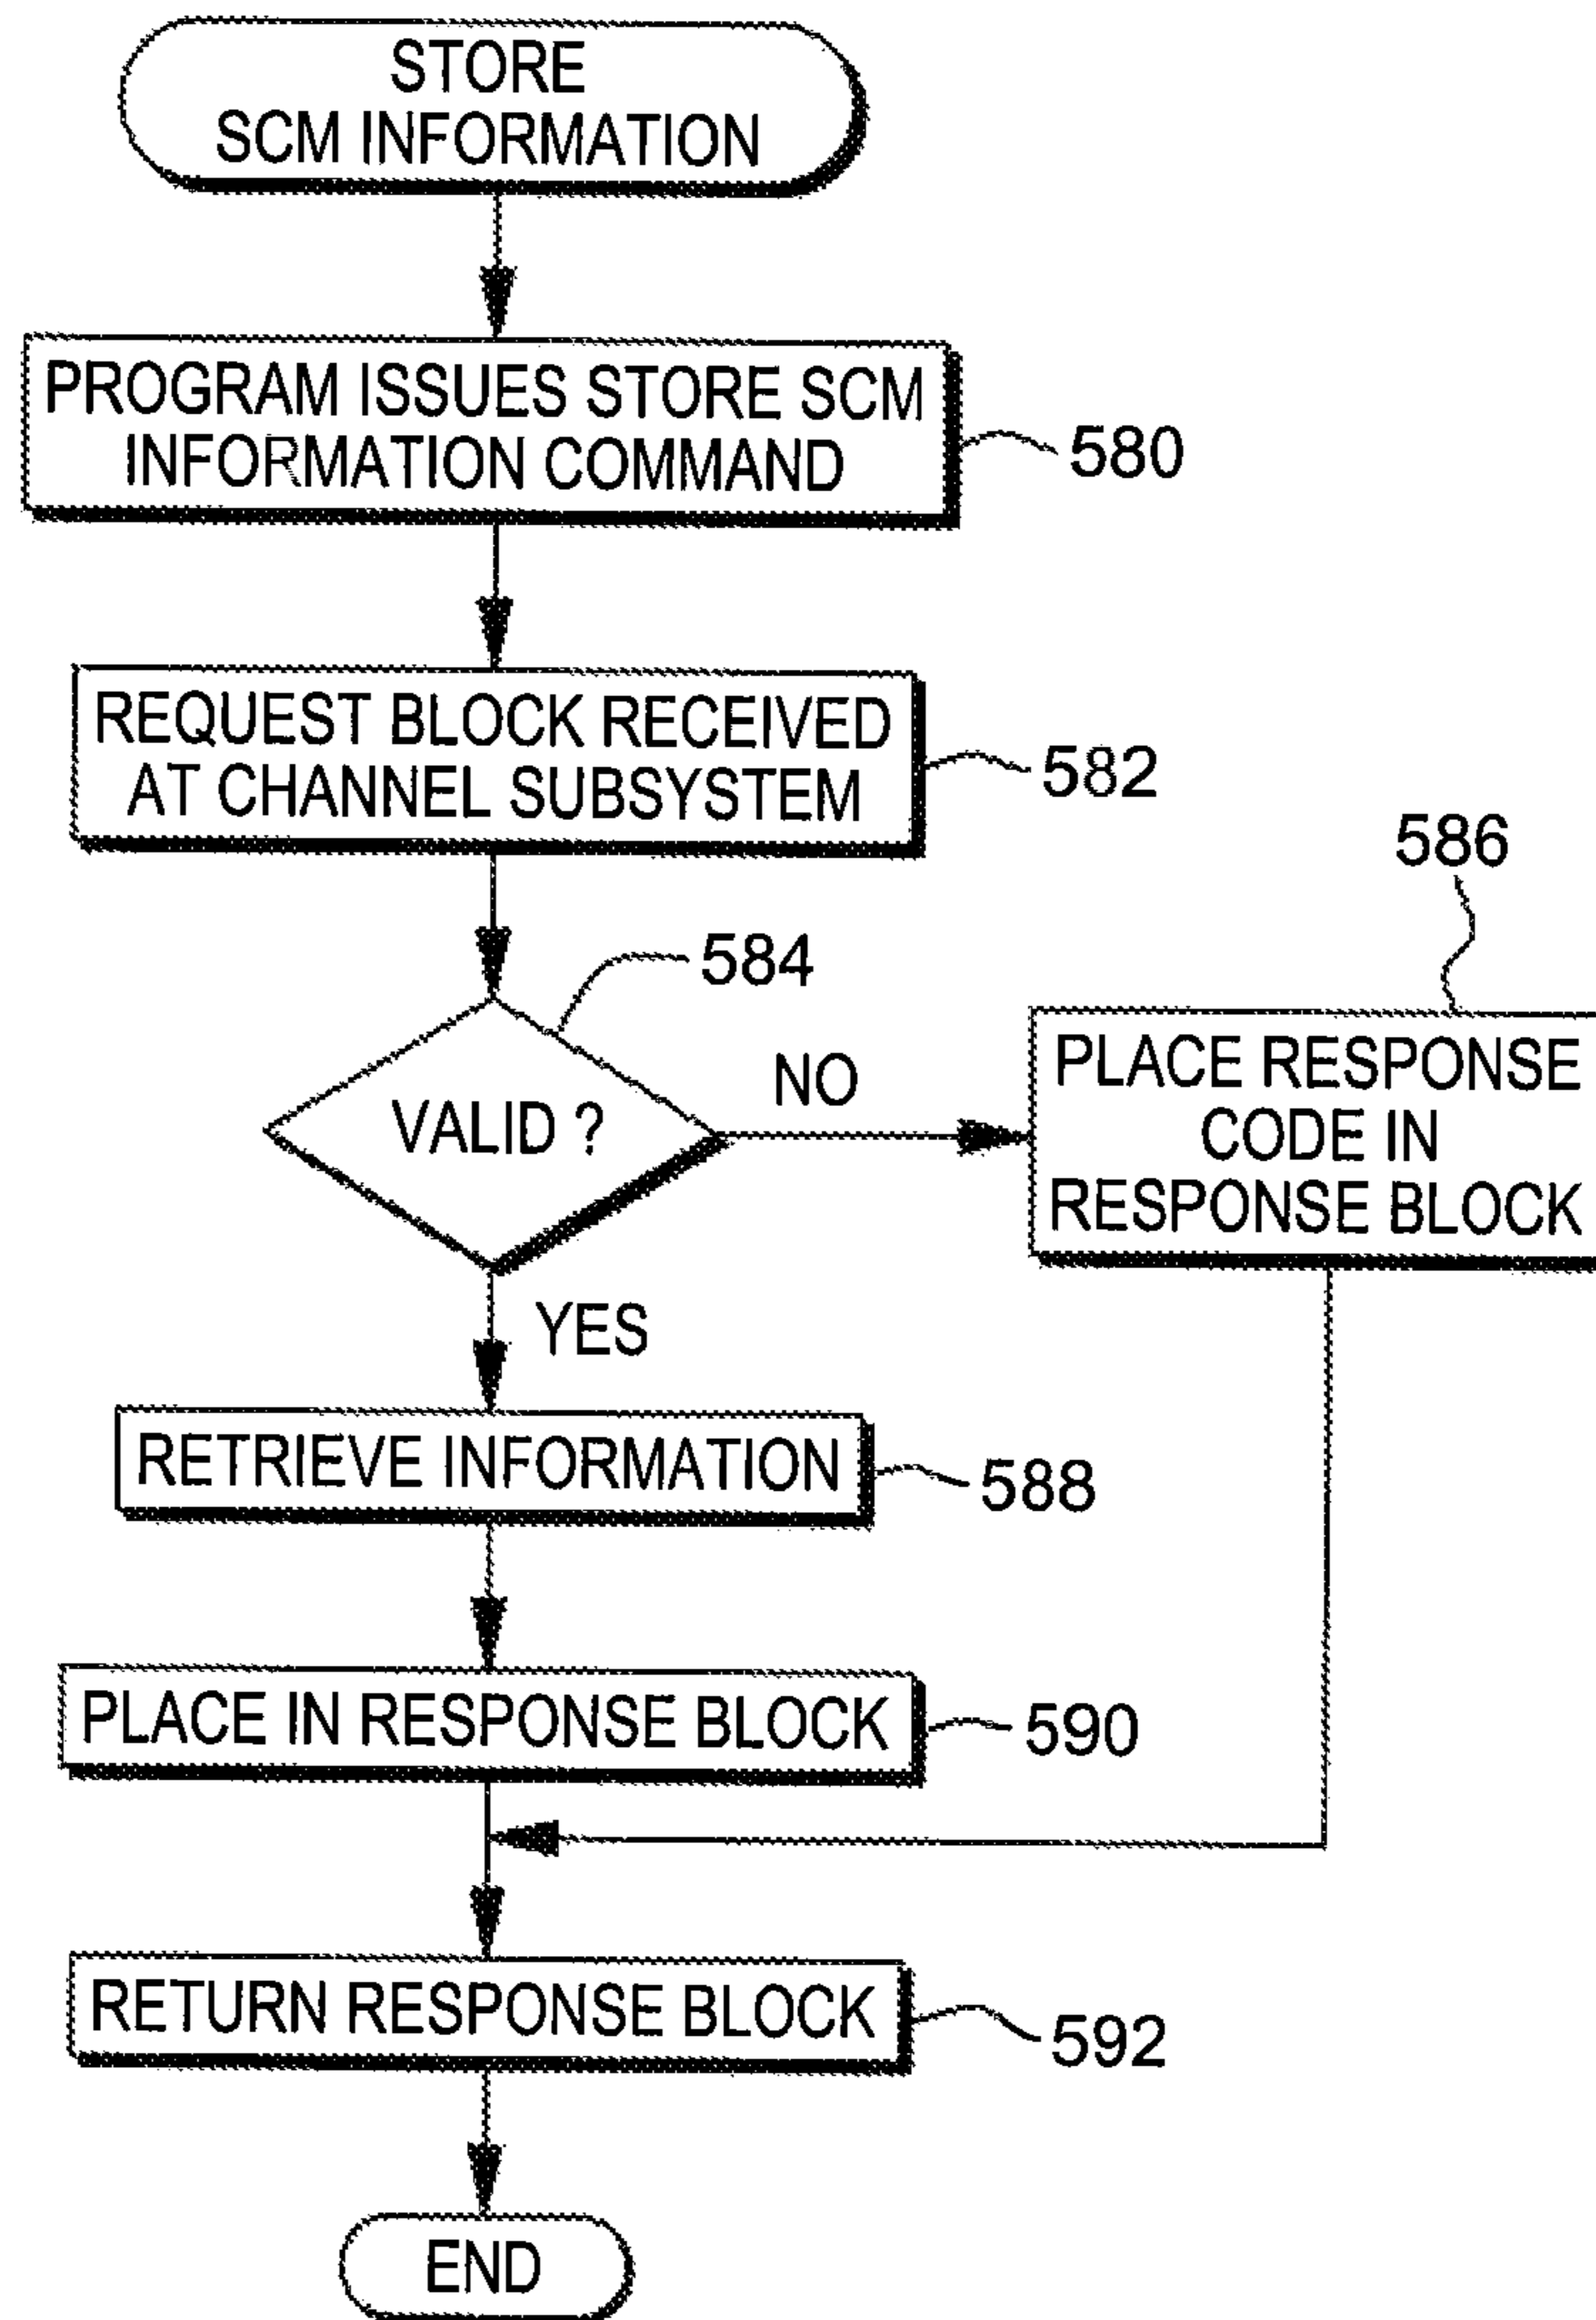 STORE
SCM INFORMATION
PROGRAM ISSUES STORE SCM
INFORMATION COMMAND
580
REQUEST BLOCK RECEIVED
AT CHANNEL SUBSYSTEM
582
584
VALID ?
NO
586
PLACE RESPONSE
CODE IN
RESPONSE BLOCK
YES
RETRIEVE INFORMATION
588
PLACE IN RESPONSE BLOCK
590
RETURN RESPONSE BLOCK
592
END